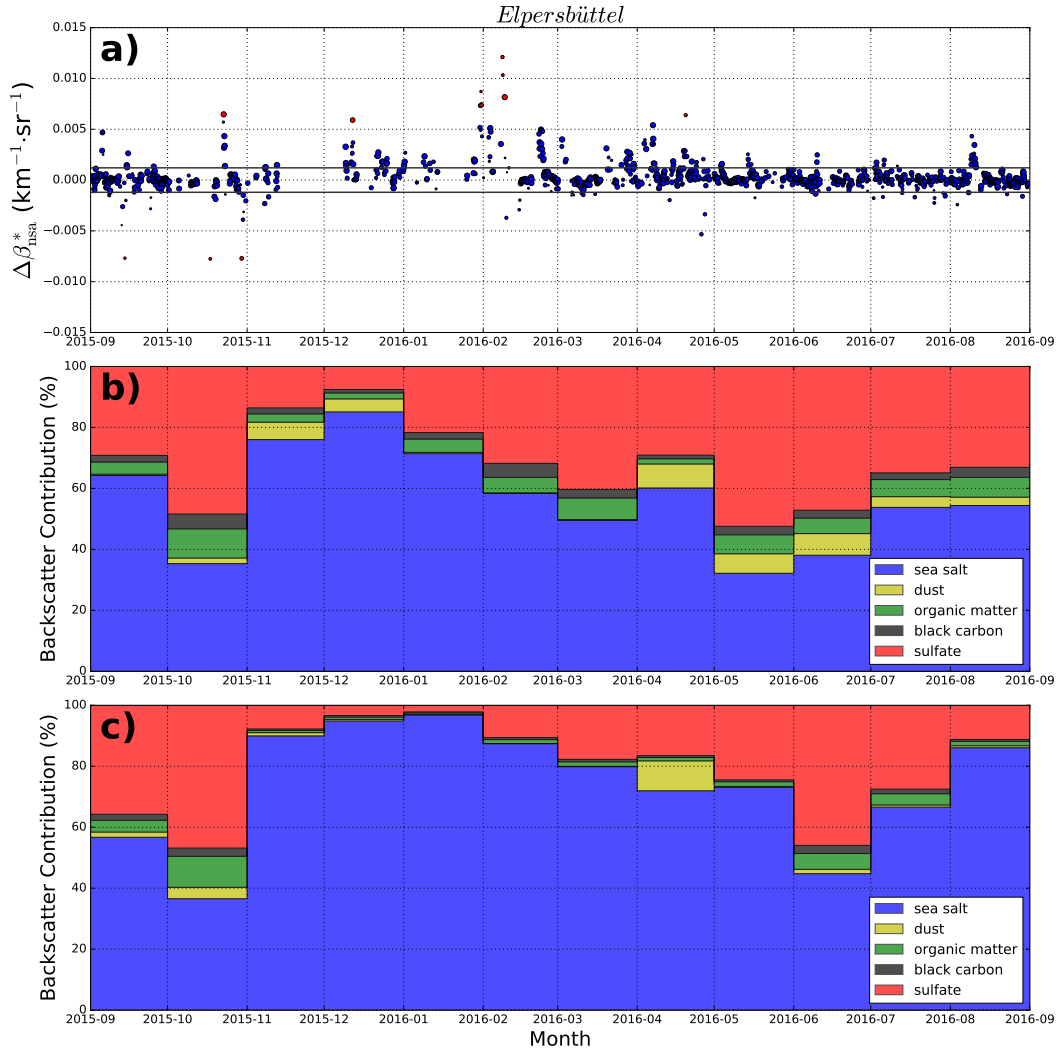 Elpersbüttel
a)
Δβ*nsa (km−1·sr−1)
0.015
0.010
0.005
0.000
−0.005
−0.010
−0.015
2015-09 2015-10 2015-11 2015-12 2016-01 2016-02 2016-03 2016-04 2016-05 2016-06 2016-07 2016-08 2016-09
b)
Backscatter Contribution (%)
100
80
60
40
20
0
sea salt
dust
organic matter
black carbon
sulfate
2015-09 2015-10 2015-11 2015-12 2016-01 2016-02 2016-03 2016-04 2016-05 2016-06 2016-07 2016-08 2016-09
c)
Backscatter Contribution (%)
100
80
60
40
20
0
sea salt
dust
organic matter
black carbon
sulfate
2015-09 2015-10 2015-11 2015-12 2016-01 2016-02 2016-03 2016-04 2016-05 2016-06 2016-07 2016-08 2016-09
Month